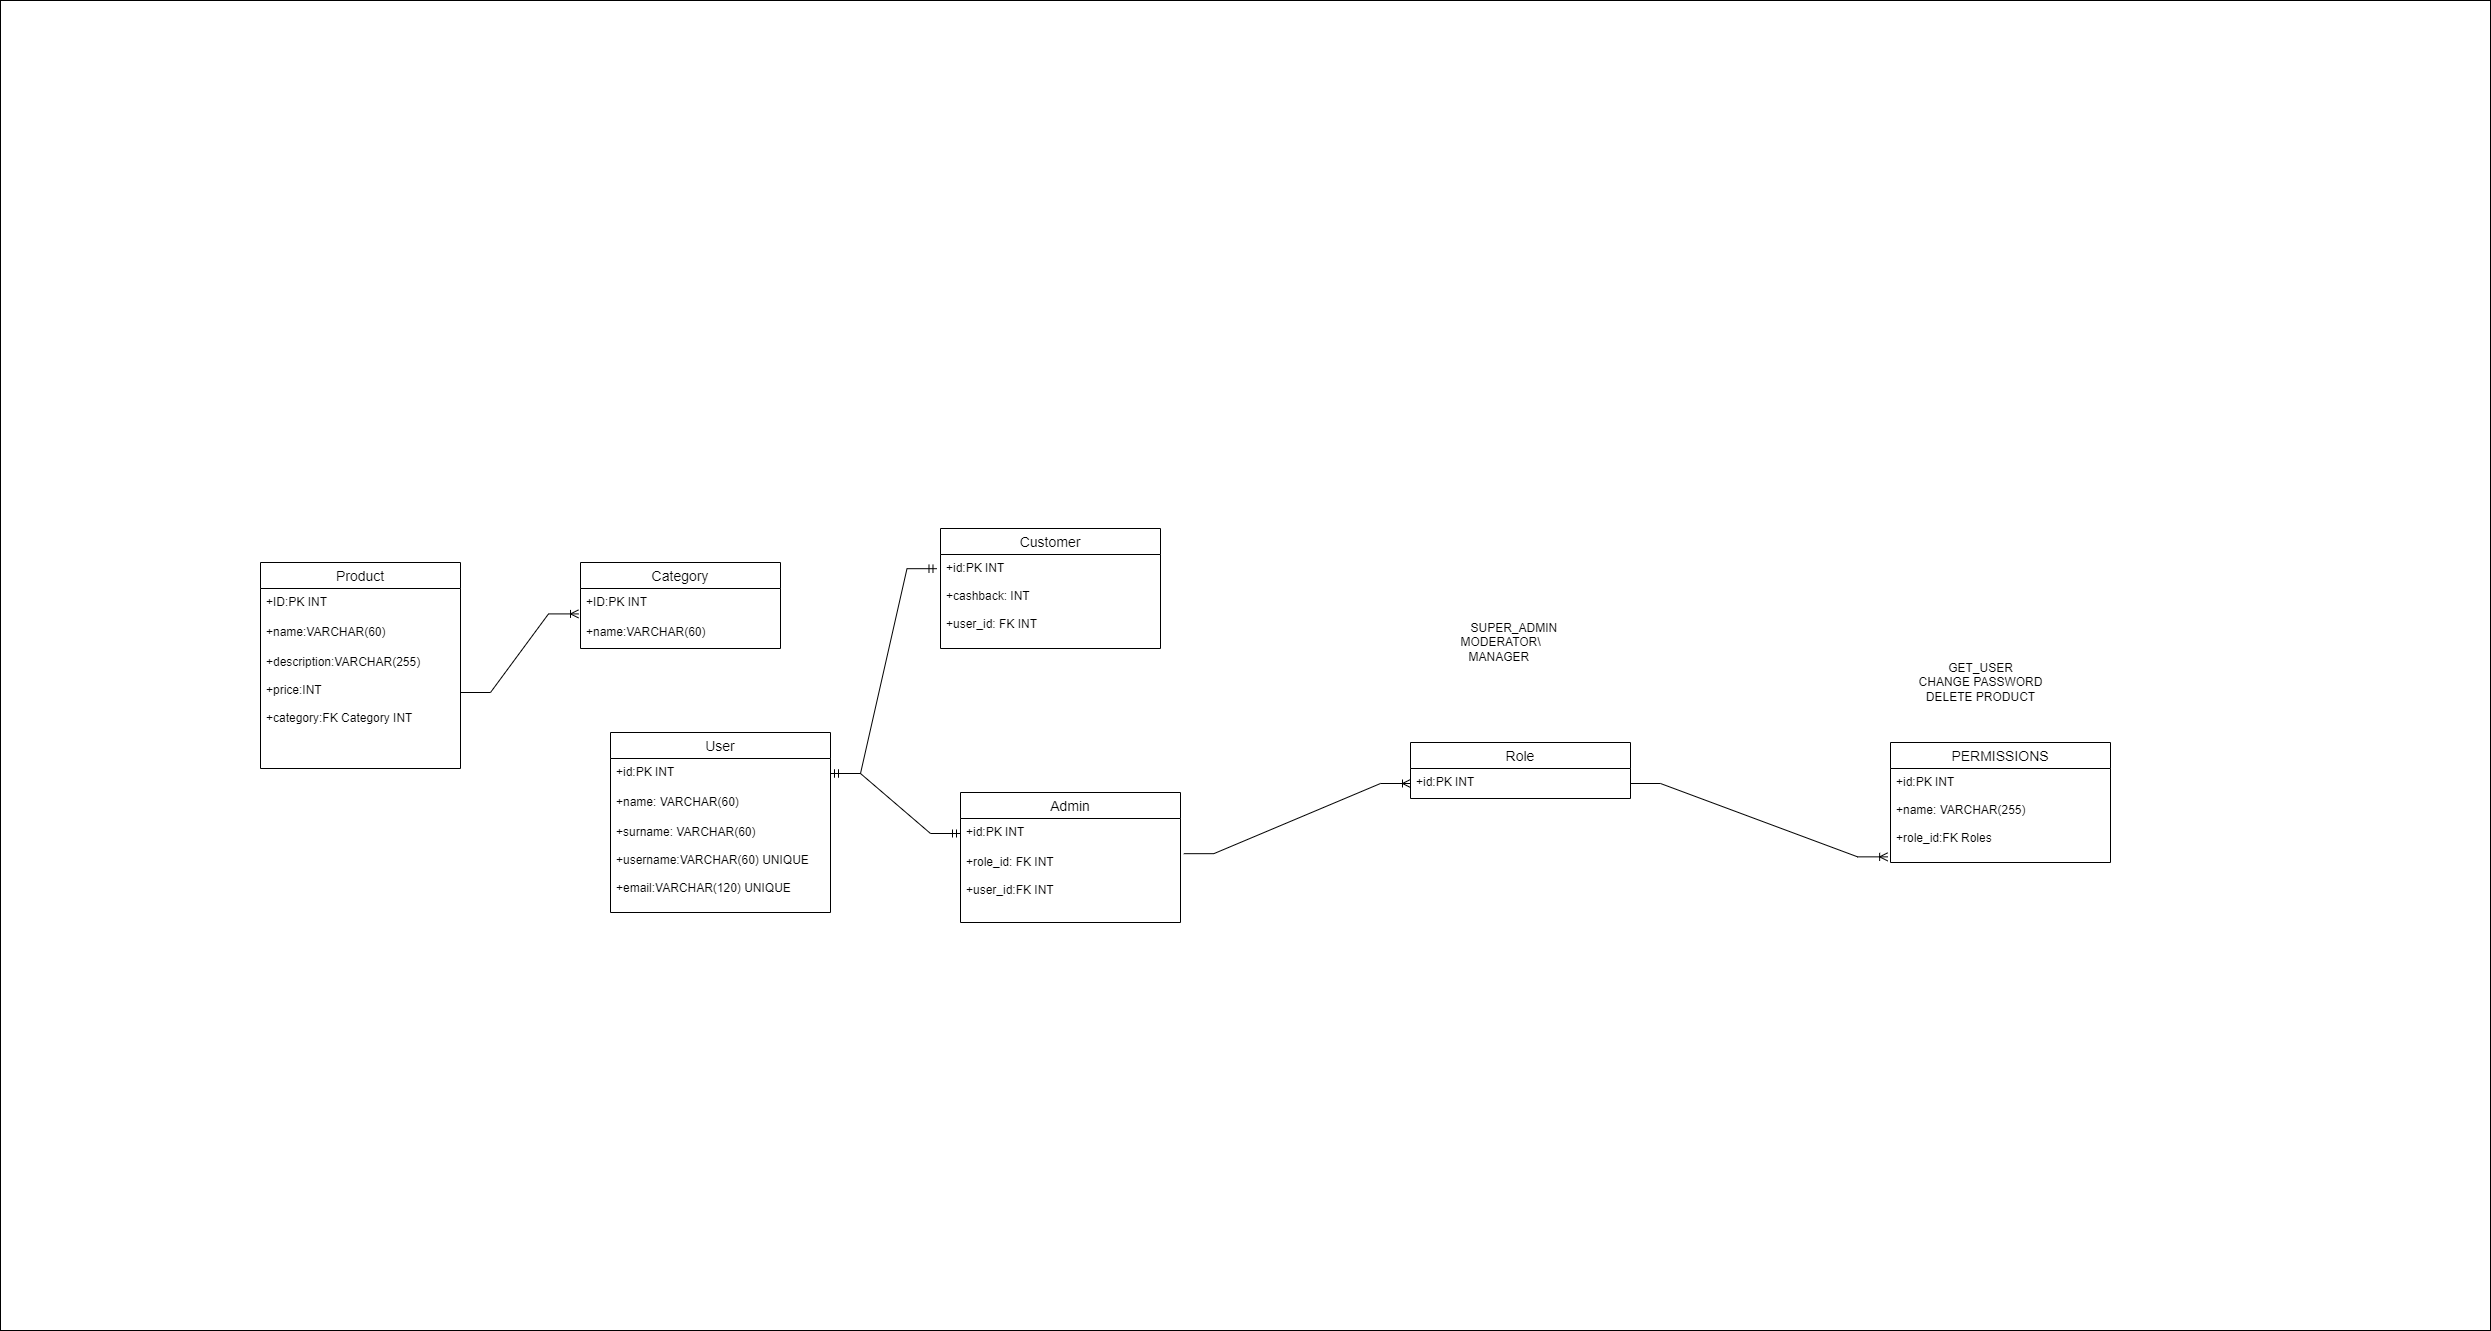 Product
+ID:PK INT
+name:VARCHAR(60)
+description:VARCHAR(255)
+price:INT
+category:FK Category INT
Category
+ID:PK INT
+name:VARCHAR(60)
Customer
+id:PK INT
+cashback: INT
+user_id: FK INT
User
+id:PK INT
+name: VARCHAR(60)
+surname: VARCHAR(60)
+username:VARCHAR(60) UNIQUE
+email:VARCHAR(120) UNIQUE
Admin
+id:PK INT
+role_id: FK INT
+user_id:FK INT
SUPER_ADMIN
MODERATOR\
MANAGER
Role
+id:PK INT
GET_USER
CHANGE PASSWORD
DELETE PRODUCT
PERMISSIONS
+id:PK INT
+name: VARCHAR(255)
+role_id:FK Roles